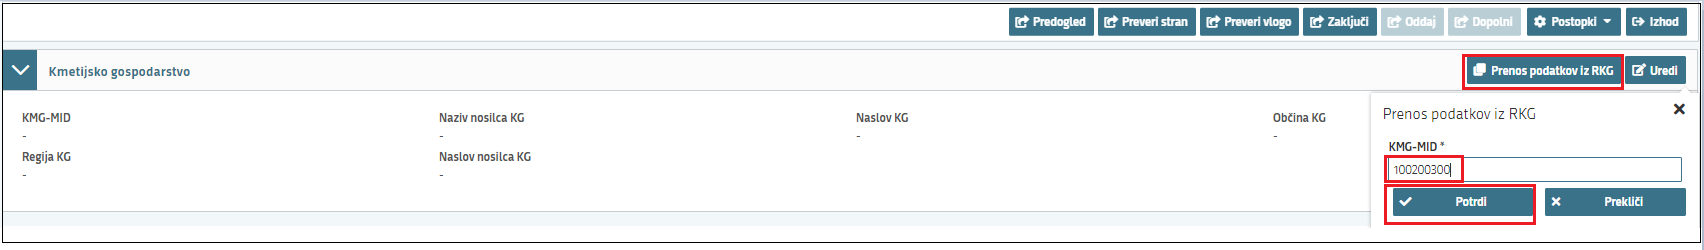 Predogled Preveri stran Preveri vlogo Zaključi Oddaj Dopolni Postopki Izhod
Kmetijsko gospodarstvo Prenos podatkov iz RKG Uredi
KMG-MID Naziv nosilca KG Naslov KG Občina KG
- - - -
Regija KG Naslov nosilca KG
- -
Prenos podatkov iz RKG
KMG-MID *
100200300
Potrdi Prekliči